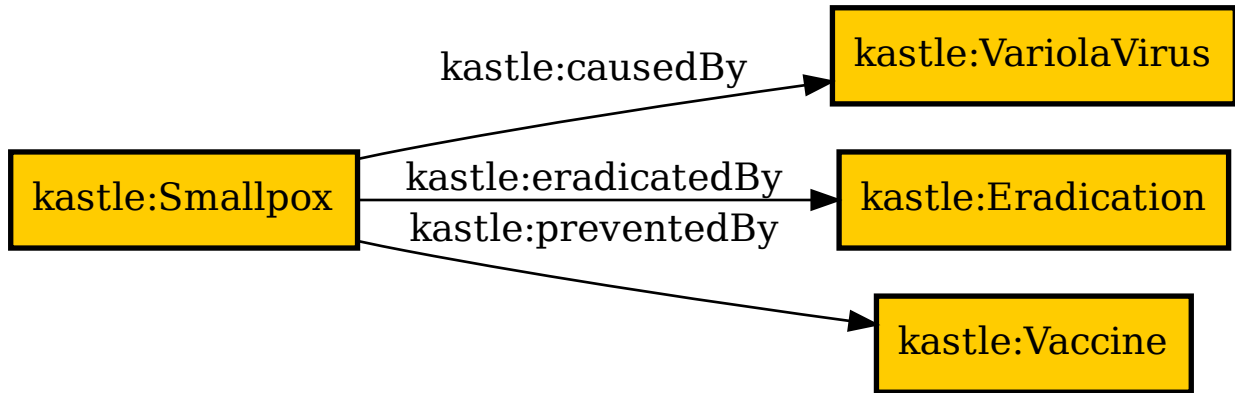 kastle:causedBy
kastle:VariolaVirus
kastle:Smallpox
kastle:eradicatedBy
kastle:Eradication
kastle:preventedBy
kastle:Vaccine